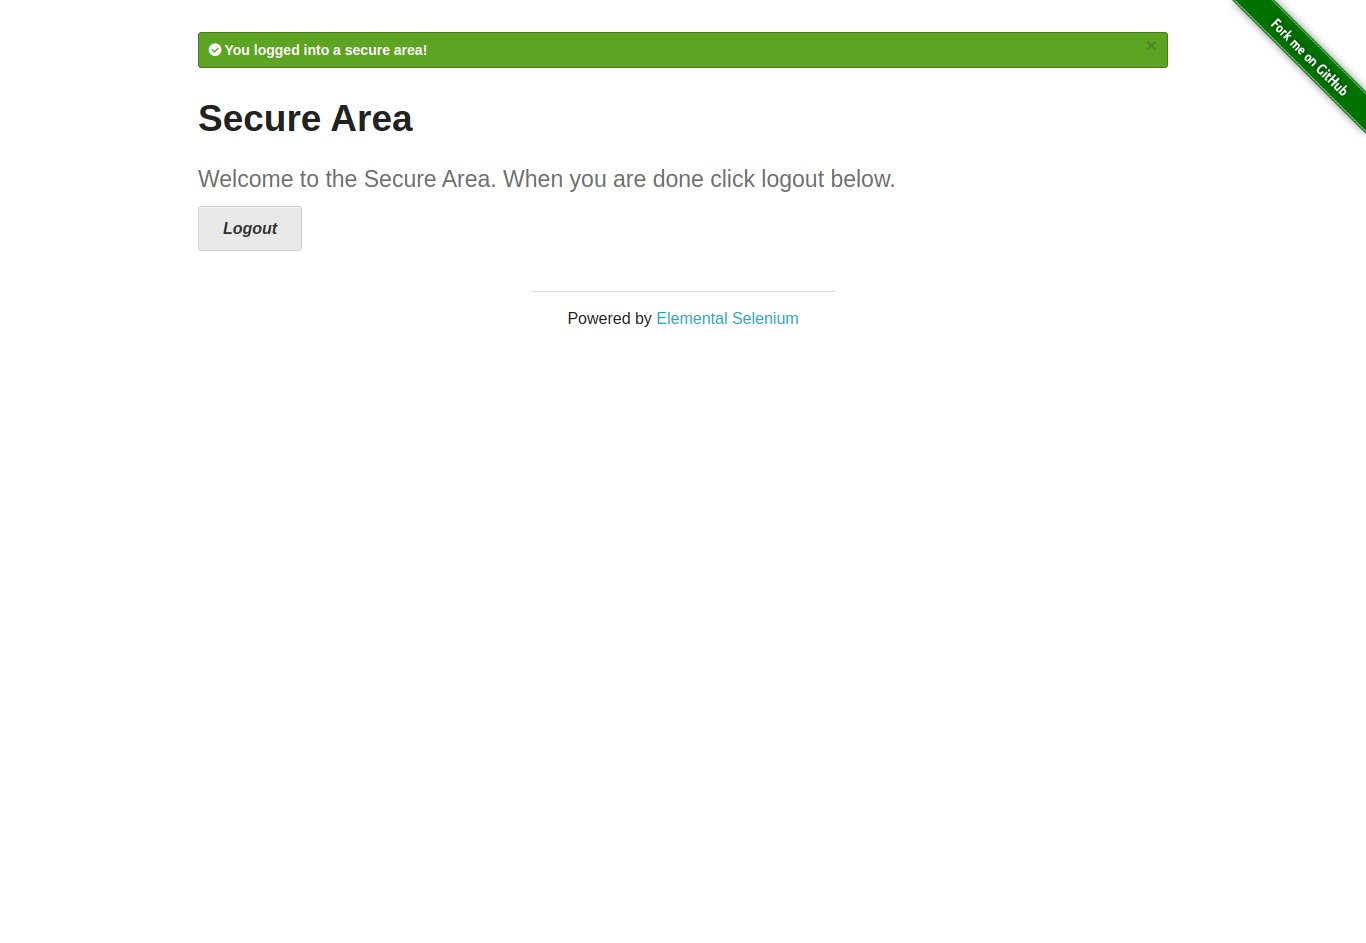 You logged into a secure area!
×
Fork me on GitHub
Secure Area
Welcome to the Secure Area. When you are done click logout below.
Logout
Powered by Elemental Selenium